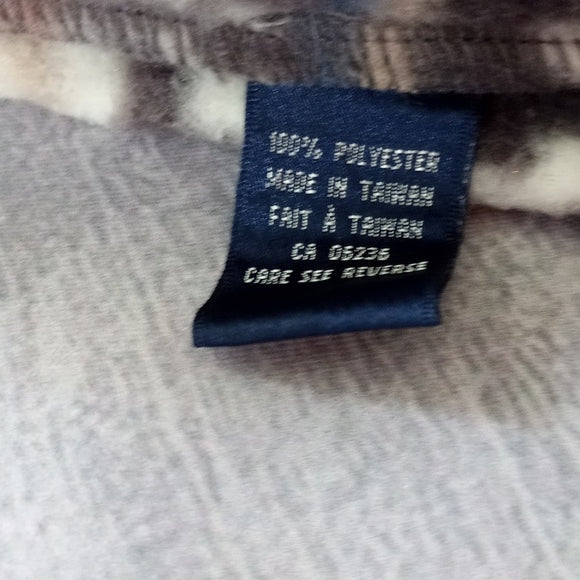 100% POLYESTER
MADE IN TAIWAN
FAIT À TAIWAN
CA 06236
CARE SEE REVERSE